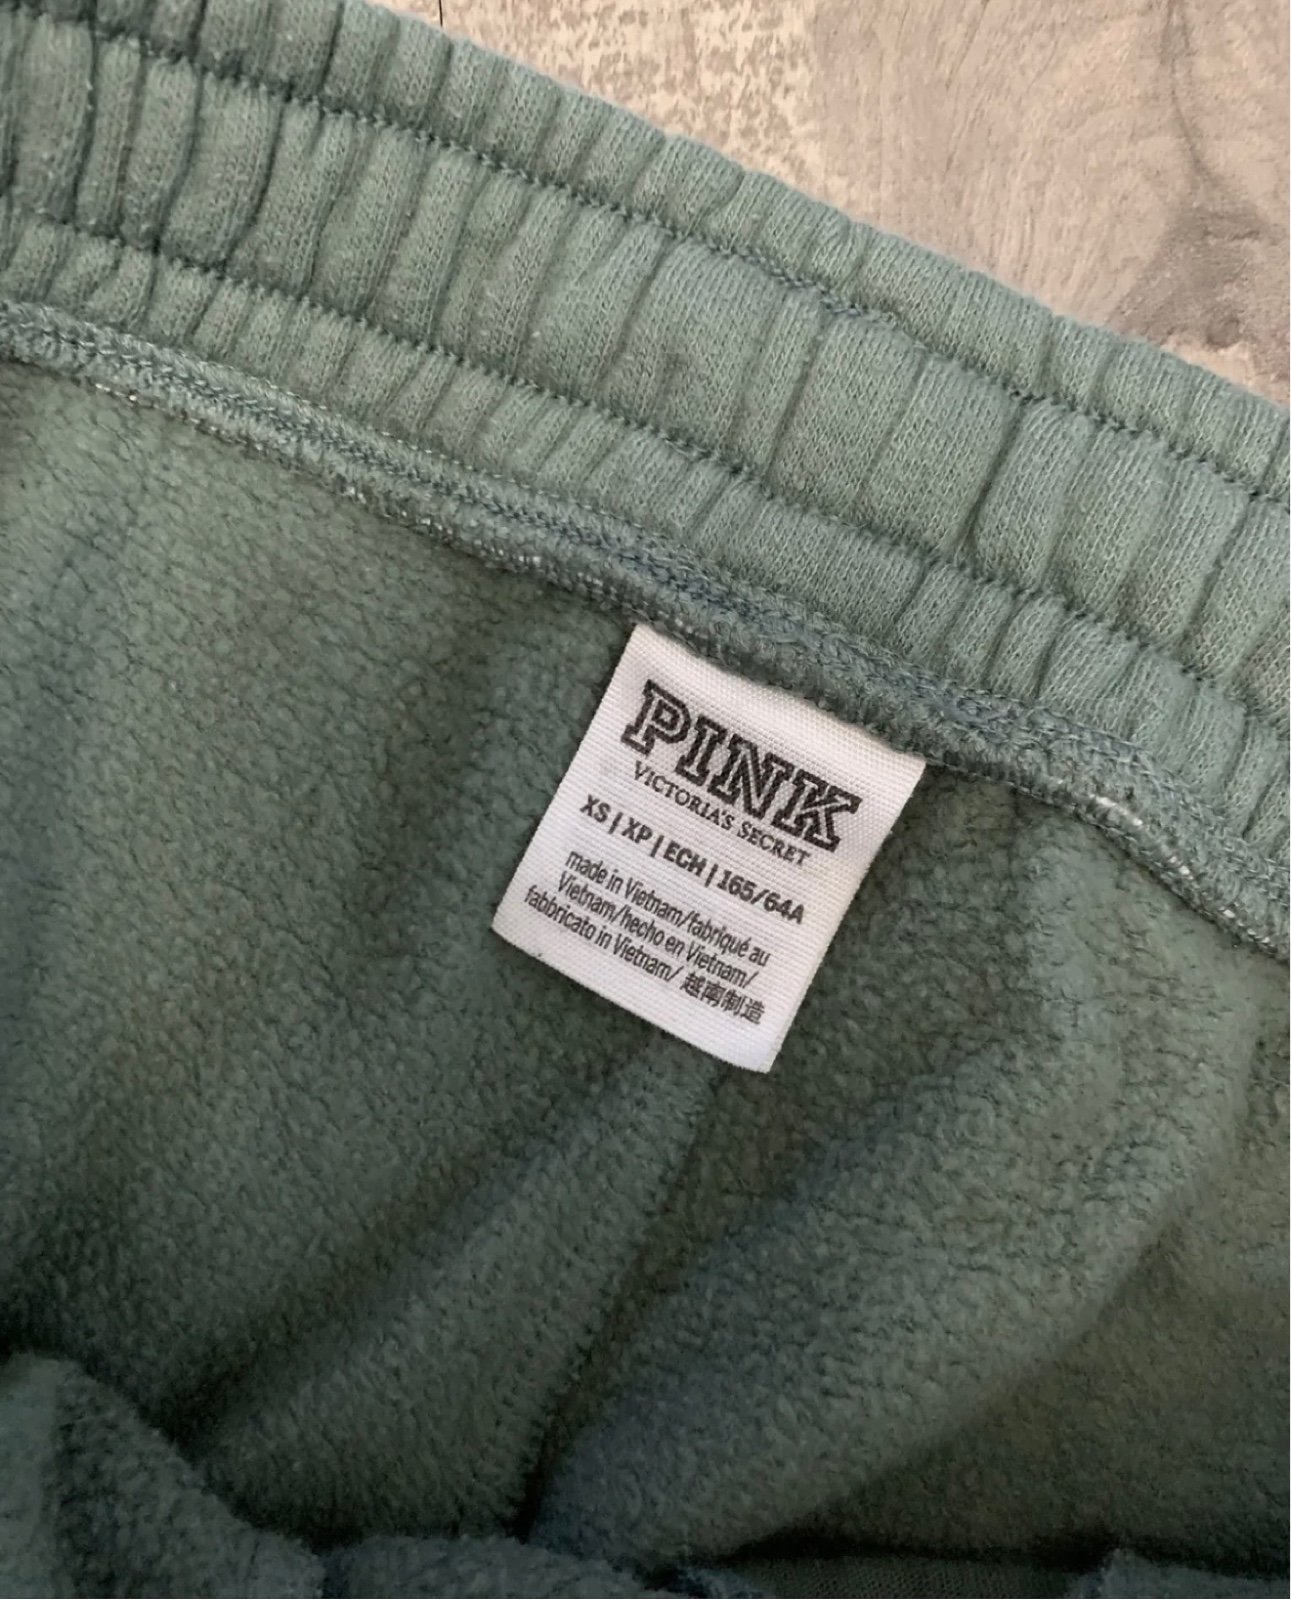 PINK
VICTORIA'S SECRET
XS | XP | ECH | 165/64A
made in Vietnam/fabriqué au
Vietnam/hecho en Vietnam/
fabbricato in Vietnam/ 越南制造